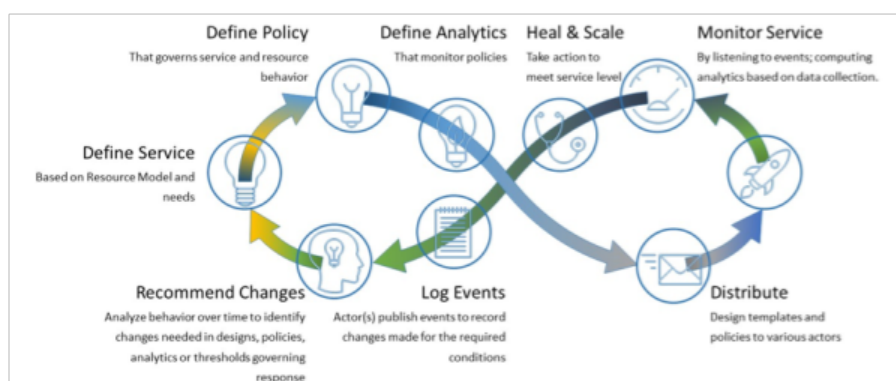 Define Policy
That governs service and resource
behavior
Define Analytics
That monitor policies
Heal & Scale
Take action to
meet service level
Monitor Service
By listening to events; computing
analytics based on data collection.
Define Service
Based on Resource Model and
needs
Recommend Changes
Analyze behavior over time to identify
changes needed in designs, policies,
analytics or thresholds governing
response
Log Events
Actor(s) publish events to record
changes made for the required
conditions
Distribute
Design templates and
policies to various actors